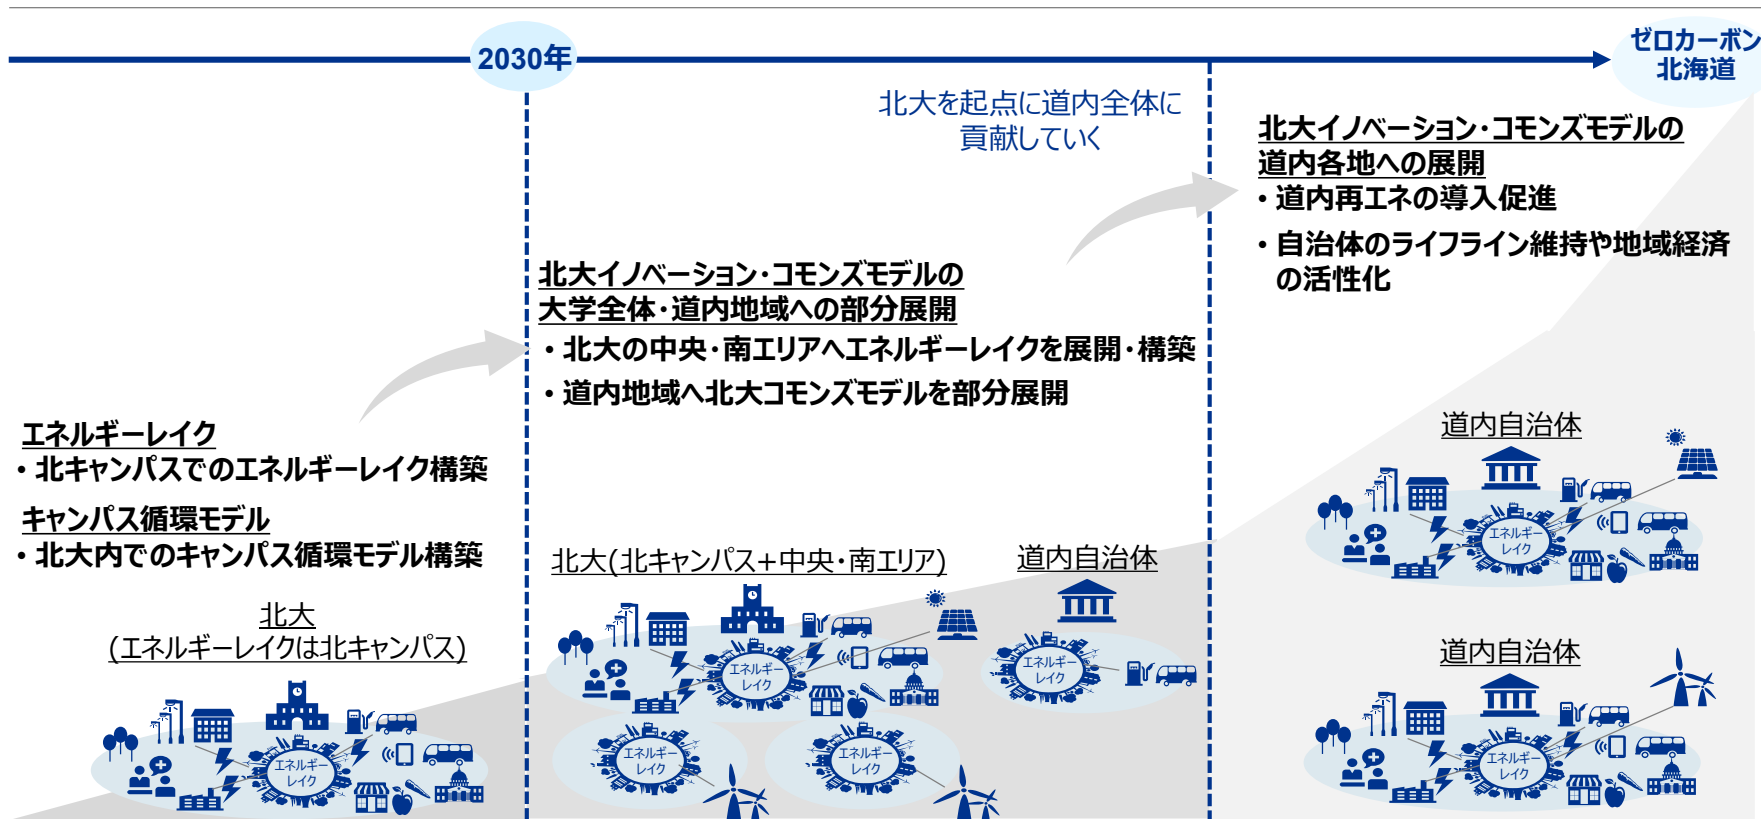 2030年
ゼロカーボン
北海道
北大を起点に道内全体に
貢献していく
エネルギーレイク
・北キャンパスでのエネルギーレイク構築
キャンパス循環モデル
・北大内でのキャンパス循環モデル構築
北大
(エネルギーレイクは北キャンパス)
エネルギー
レイク
北大イノベーション・コモンズモデルの
大学全体・道内地域への部分展開
・北大の中央・南エリアへエネルギーレイクを展開・構築
・道内地域へ北大コモンズモデルを部分展開
北大(北キャンパス+中央・南エリア)
エネルギー
レイク
エネルギー
レイク
エネルギー
レイク
道内自治体
エネルギー
レイク
北大イノベーション・コモンズモデルの
道内各地への展開
・道内再エネの導入促進
・自治体のライフライン維持や地域経済
の活性化
道内自治体
エネルギー
レイク
道内自治体
エネルギー
レイク